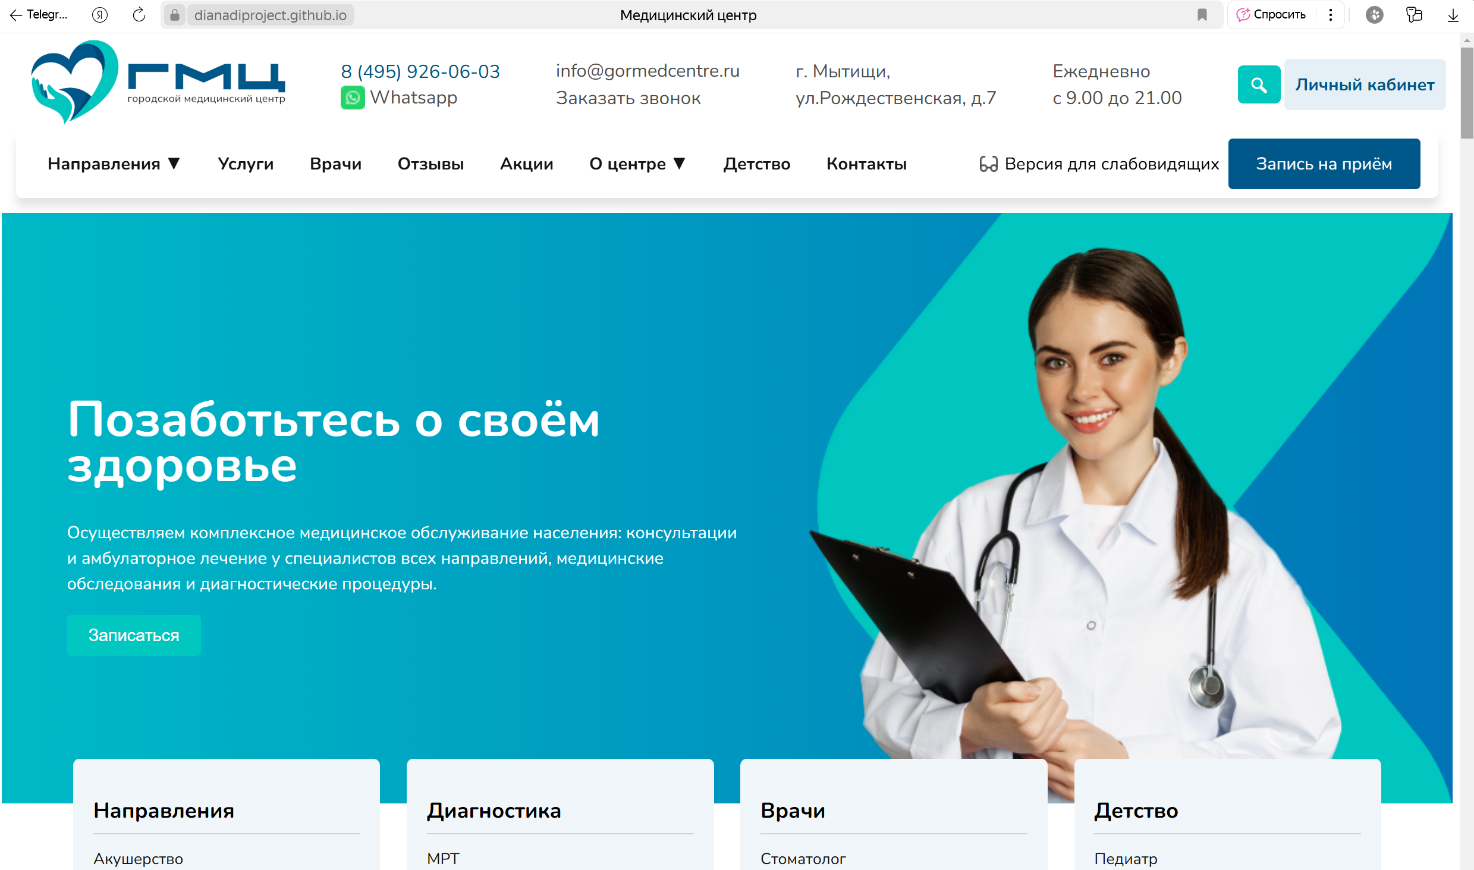 Telegr...
Я
dianadiproject.github.io
Медицинский центр
Спросить
ГМЦ
городской медицинский центр
8 (495) 926-06-03
Whatsapp
info@gormedcentre.ru
Заказать звонок
г. Мытищи,
ул.Рождественская, д.7
Ежедневно
с 9.00 до 21.00
Личный кабинет
Направления ▼ Услуги Врачи Отзывы Акции О центре ▼ Детство Контакты
Версия для слабовидящих
Запись на приём
Позаботьтесь о своём
здоровье
Осуществляем комплексное медицинское обслуживание населения: консультации
и амбулаторное лечение у специалистов всех направлений, медицинские
обследования и диагностические процедуры.
Записаться
Направления
Акушерство
Диагностика
МРТ
Врачи
Стоматолог
Детство
Педиатр